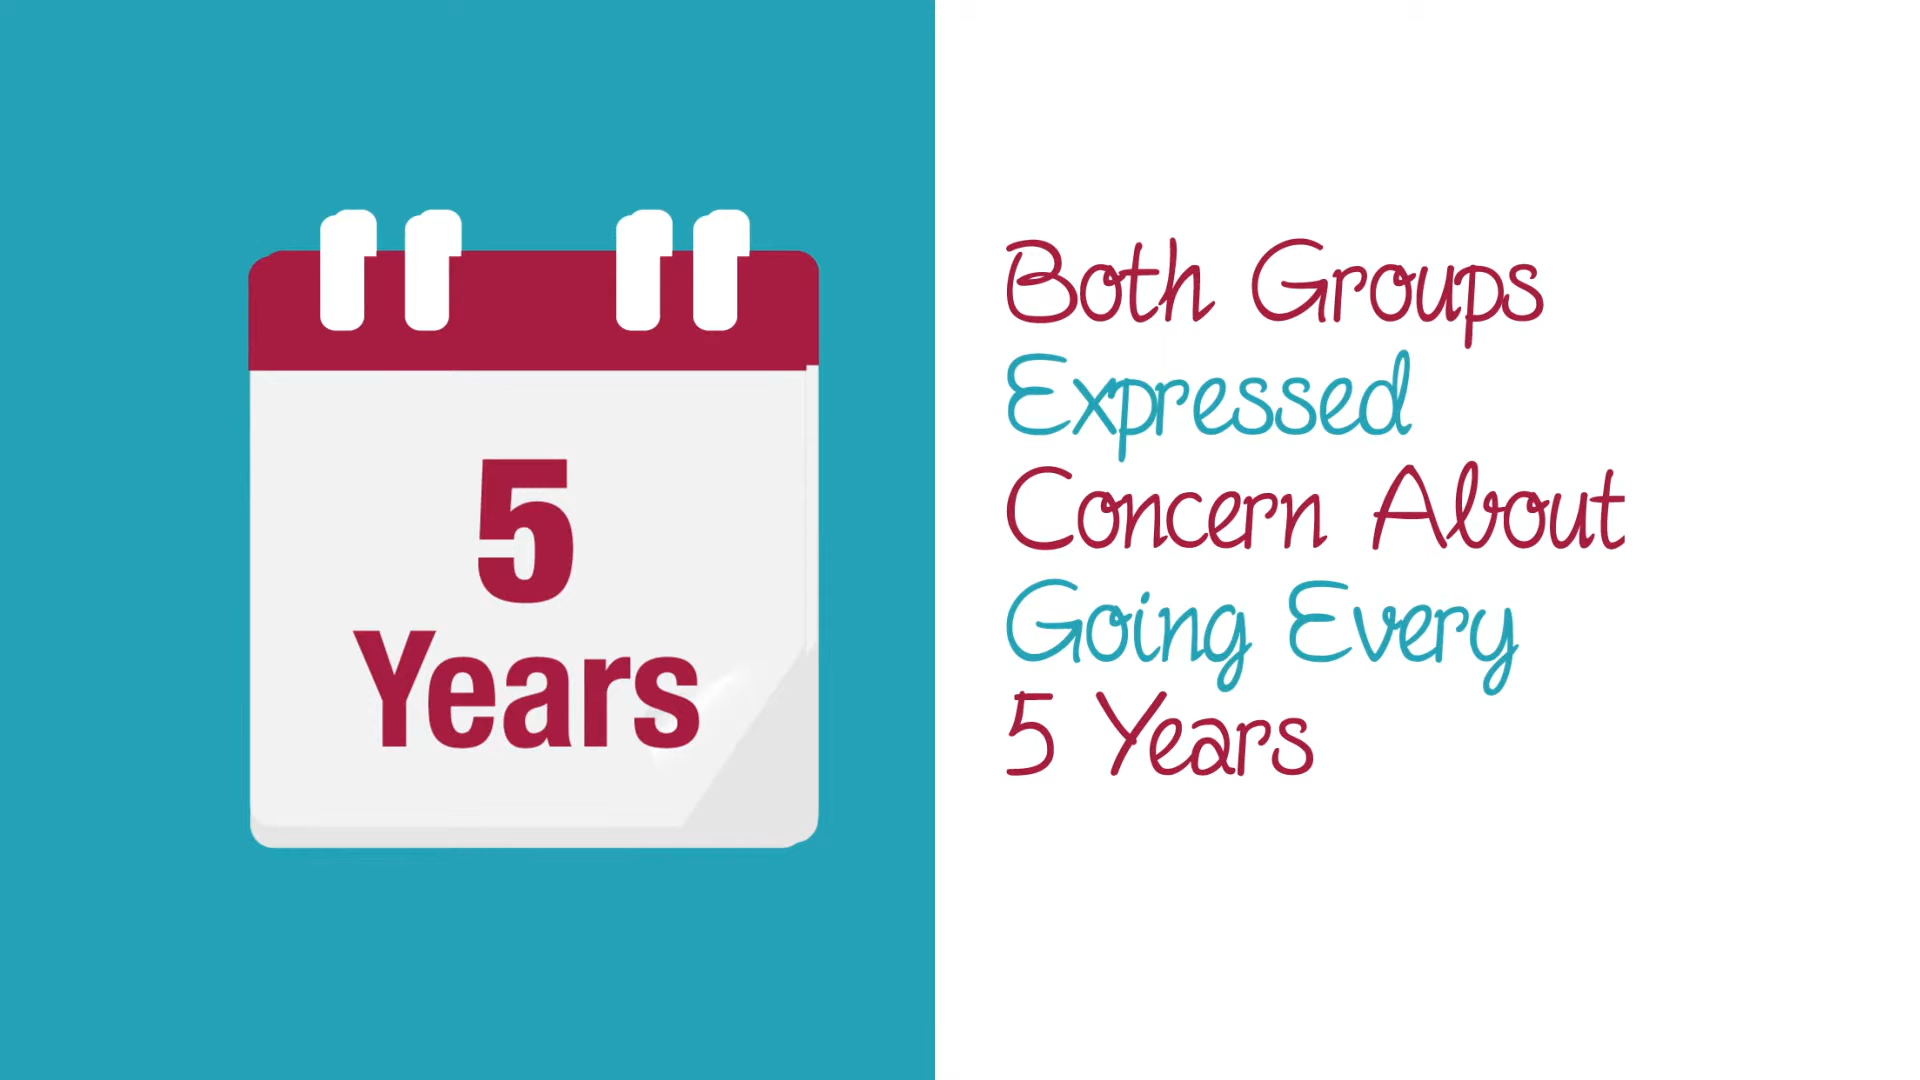 5
Years
Both Groups
Expressed
Concern About
Going Every
5 Years